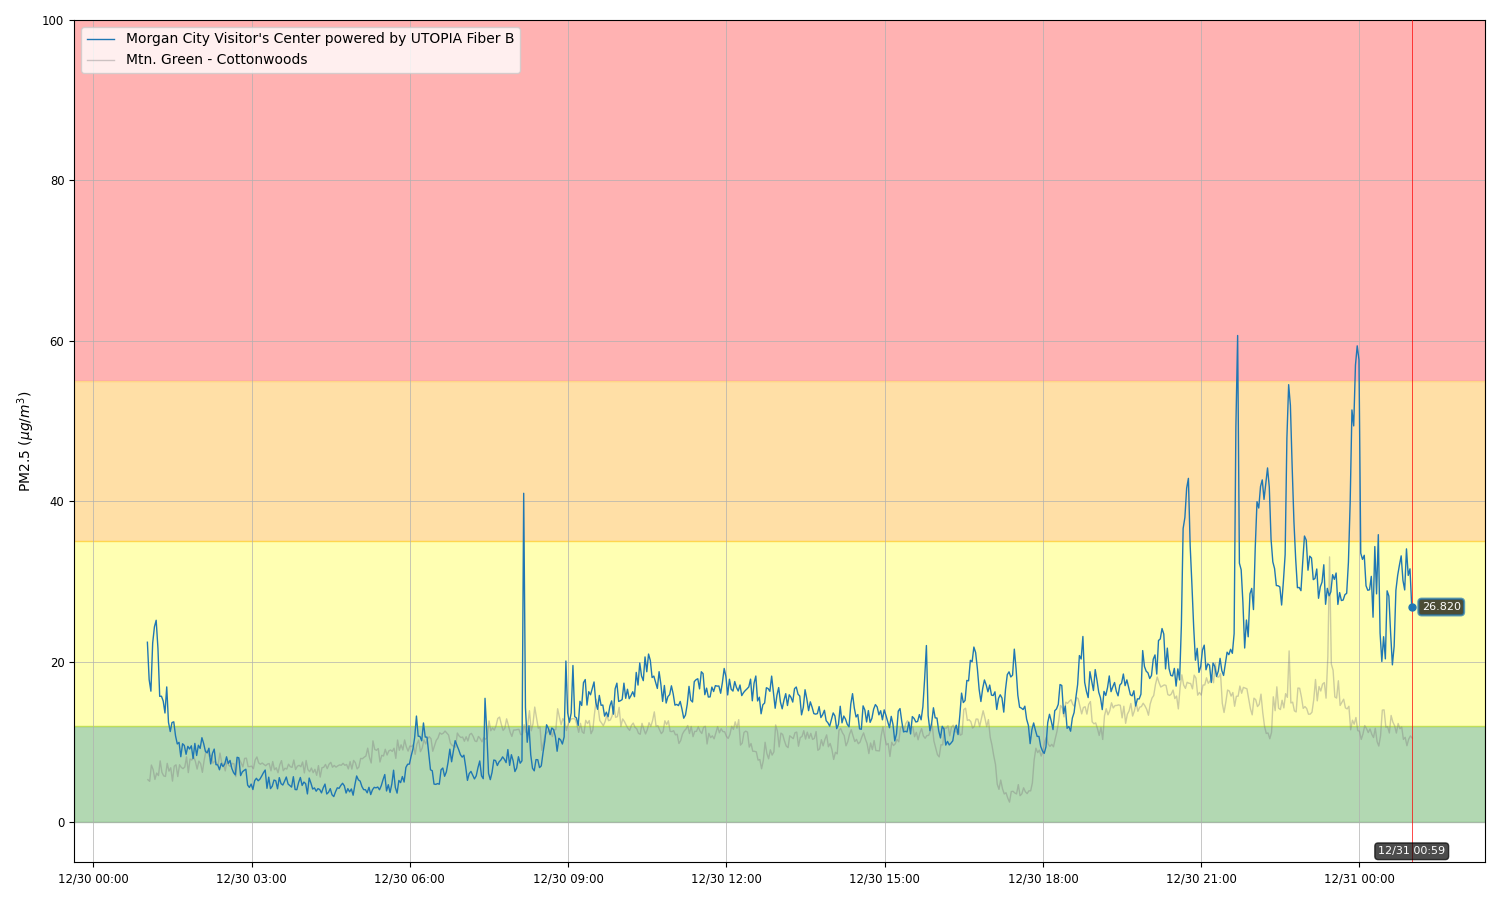 Morgan City Visitor's Center powered by UTOPIA Fiber B
Mtn. Green - Cottonwoods
PM2.5 (μg/m³)
100
80
60
40
20
0
26.820
12/31 00:59
12/30 00:00 12/30 03:00 12/30 06:00 12/30 09:00 12/30 12:00 12/30 15:00 12/30 18:00 12/30 21:00 12/31 00:00